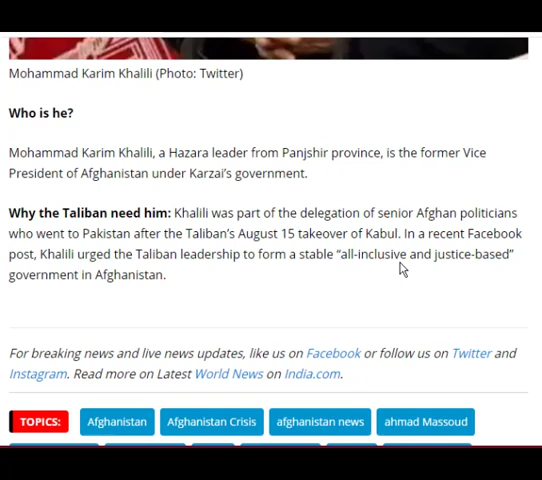 Mohammad Karim Khalili (Photo: Twitter)
Who is he?
Mohammad Karim Khalili, a Hazara leader from Panjshir province, is the former Vice
President of Afghanistan under Karzai’s government.
Why the Taliban need him: Khalili was part of the delegation of senior Afghan politicians
who went to Pakistan after the Taliban’s August 15 takeover of Kabul. In a recent Facebook
post, Khalili urged the Taliban leadership to form a stable “all-inclusive and justice-based”
government in Afghanistan.
For breaking news and live news updates, like us on Facebook or follow us on Twitter and
Instagram. Read more on Latest World News on India.com.
TOPICS: Afghanistan Afghanistan Crisis afghanistan news ahmad Massoud